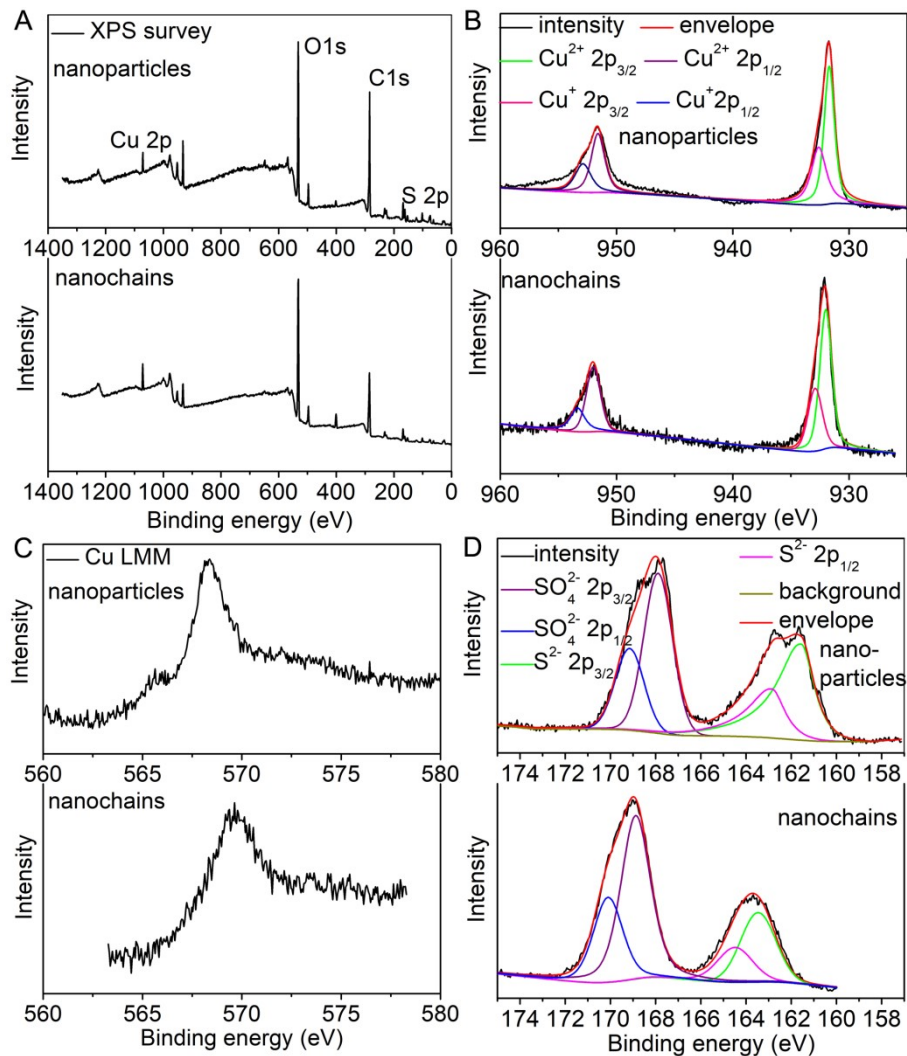 A
XPS survey
nanoparticles
O1s
C1s
Cu 2p
S 2p
Intensity
1400 1200 1000 800 600 400 200 0
nanochains
Intensity
1400 1200 1000 800 600 400 200 0
Binding energy (eV)
B
intensity
envelope
Cu²⁺ 2p₃/₂
Cu²⁺ 2p₁/₂
Cu⁺ 2p₃/₂
Cu⁺2p₁/₂
nanoparticles
Intensiy
960 950 940 930
nanochains
Intensity
960 950 940 930
Binding energy (eV)
C
Cu LMM
nanoparticles
Intensity
560 565 570 575 580
nanochains
Intensity
560 565 570 575 580
Binding energy (eV)
D
intensity
SO₄²⁻ 2p₃/₂
SO₄²⁻ 2p₁/₂
S²⁻ 2p₃/₂
S²⁻ 2p₁/₂
background
envelope
nano-
particles
Intensity
174 172 170 168 166 164 162 160 158
nanochains
Intensity
174 172 170 168 166 164 162 160 158
Binding energy (eV)